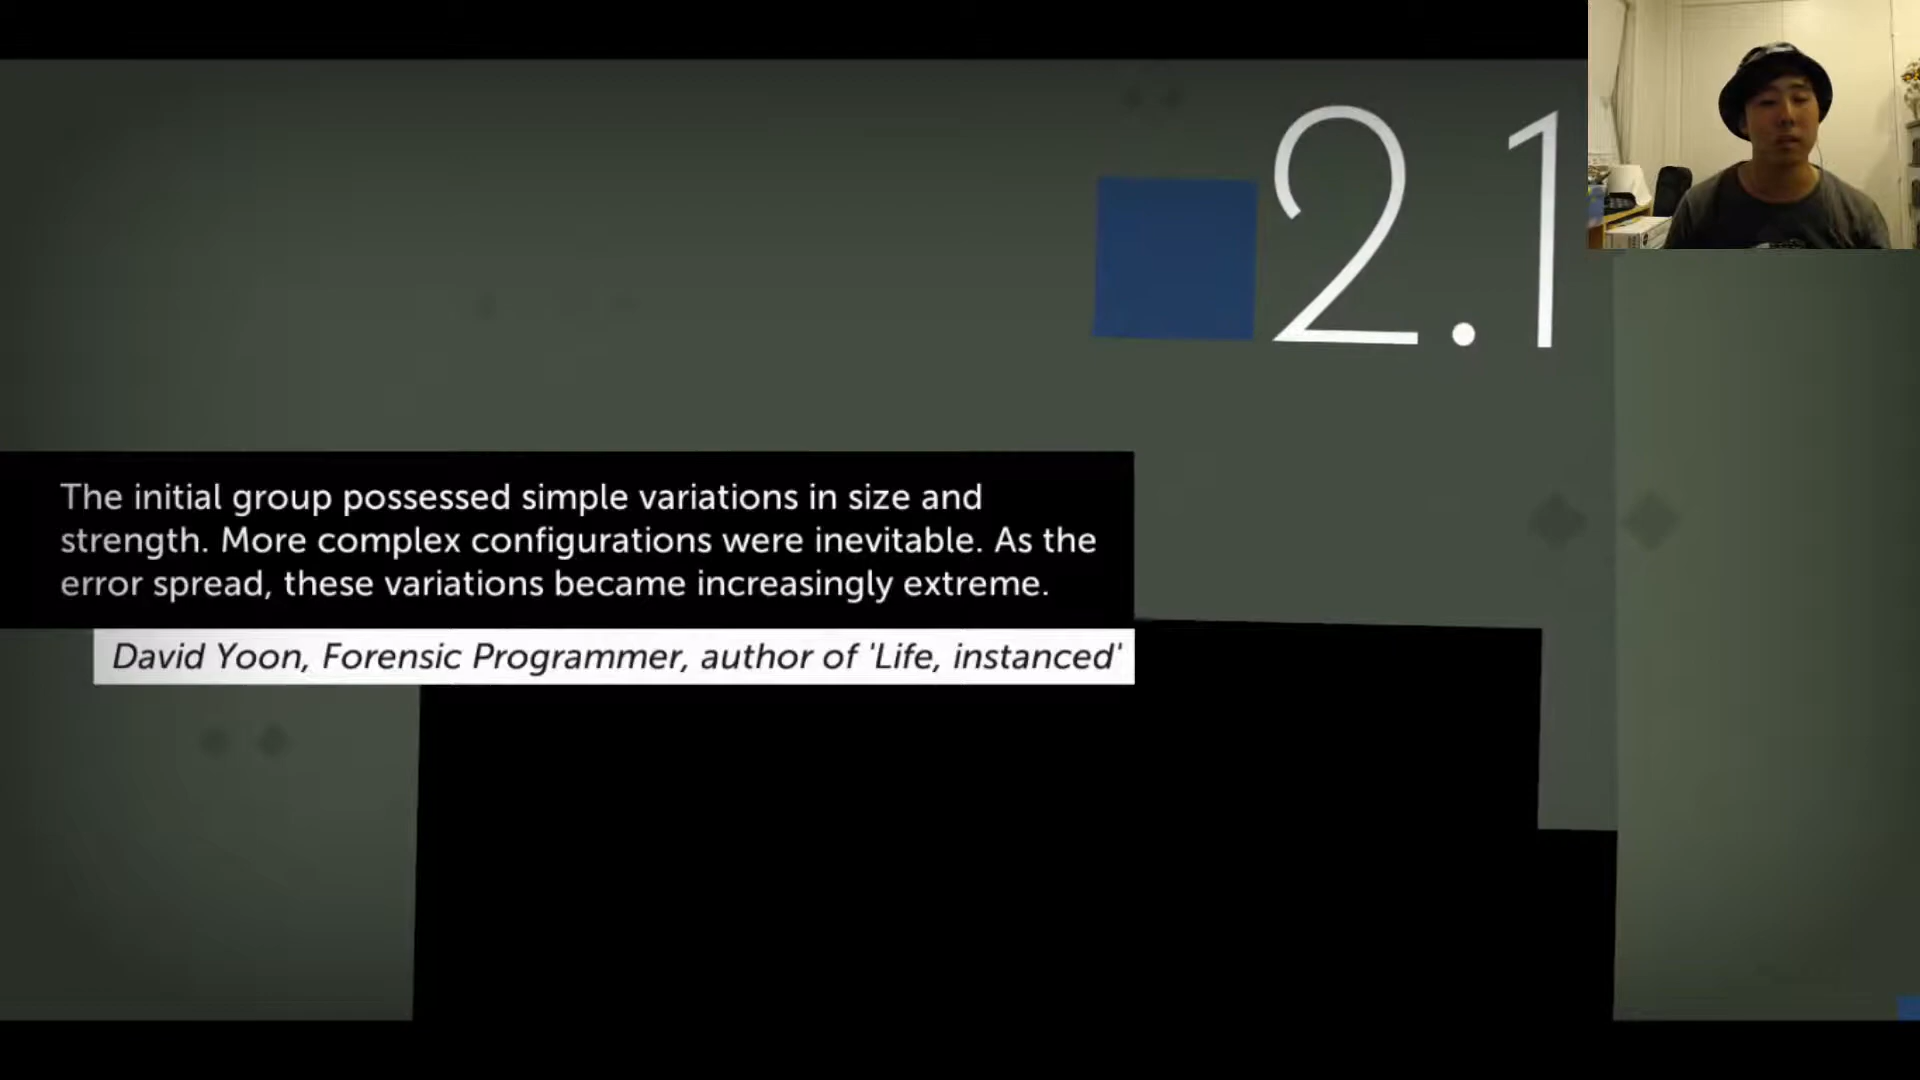 2.1
The initial group possessed simple variations in size and
strength. More complex configurations were inevitable. As the
error spread, these variations became increasingly extreme.
David Yoon, Forensic Programmer, author of 'Life, instanced'